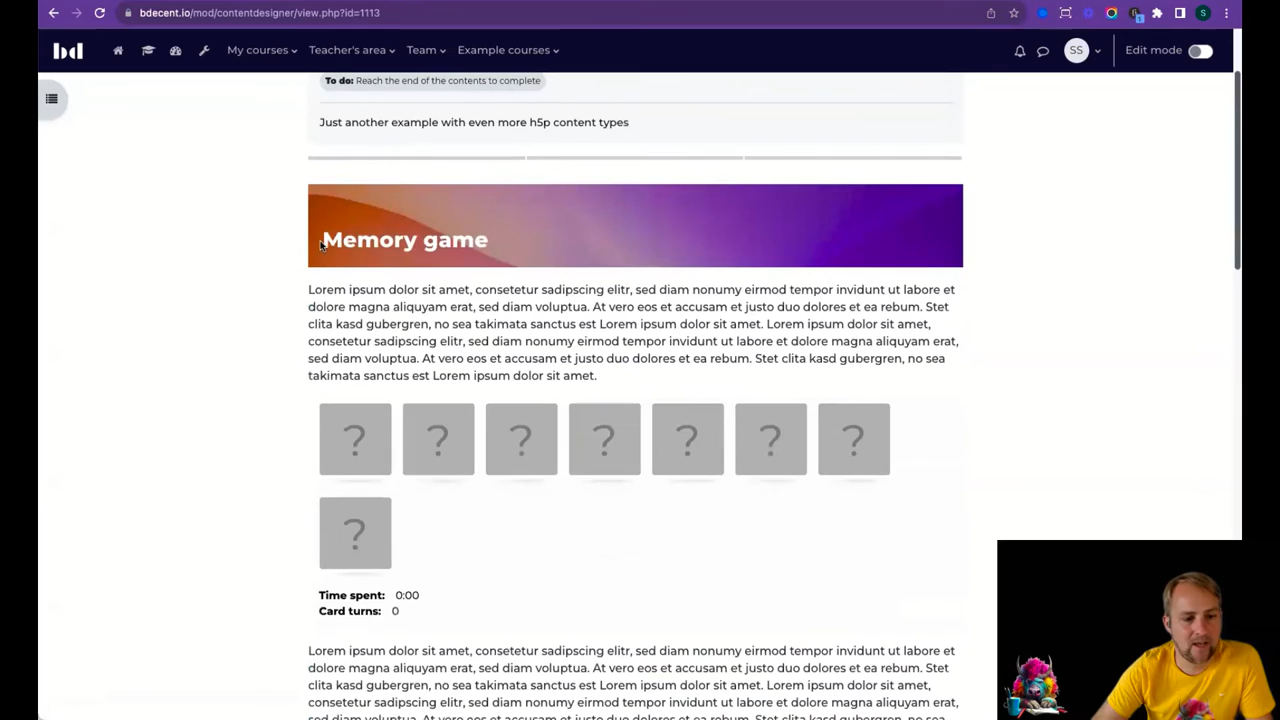 bdecent.io/mod/contentdesigner/view.php?id=1113
S
bd
My courses
Teacher's area
Team
Example courses
SS
Edit mode
To do: Reach the end of the contents to complete
Just another example with even more h5p content types
Memory game
Lorem ipsum dolor sit amet, consetetur sadipscing elitr, sed diam nonumy eirmod tempor invidunt ut labore et
dolore magna aliquyam erat, sed diam voluptua. At vero eos et accusam et justo duo dolores et ea rebum. Stet
clita kasd gubergren, no sea takimata sanctus est Lorem ipsum dolor sit amet. Lorem ipsum dolor sit amet,
consetetur sadipscing elitr, sed diam nonumy eirmod tempor invidunt ut labore et dolore magna aliquyam erat,
sed diam voluptua. At vero eos et accusam et justo duo dolores et ea rebum. Stet clita kasd gubergren, no sea
takimata sanctus est Lorem ipsum dolor sit amet.
? ? ? ? ? ? ?
?
Time spent: 0:00
Card turns: 0
Lorem ipsum dolor sit amet, consetetur sadipscing elitr, sed diam nonumy eirmod tempor invidunt ut labore et
dolore magna aliquyam erat, sed diam voluptua. At vero eos et accusam et justo duo dolores et ea rebum. Stet
clita kasd gubergren, no sea takimata sanctus est Lorem ipsum dolor sit amet. Lorem ipsum dolor sit amet,
consetetur sadipscing elitr, sed diam nonumy eirmod tempor invidunt ut labore et dolore magna aliquyam erat,